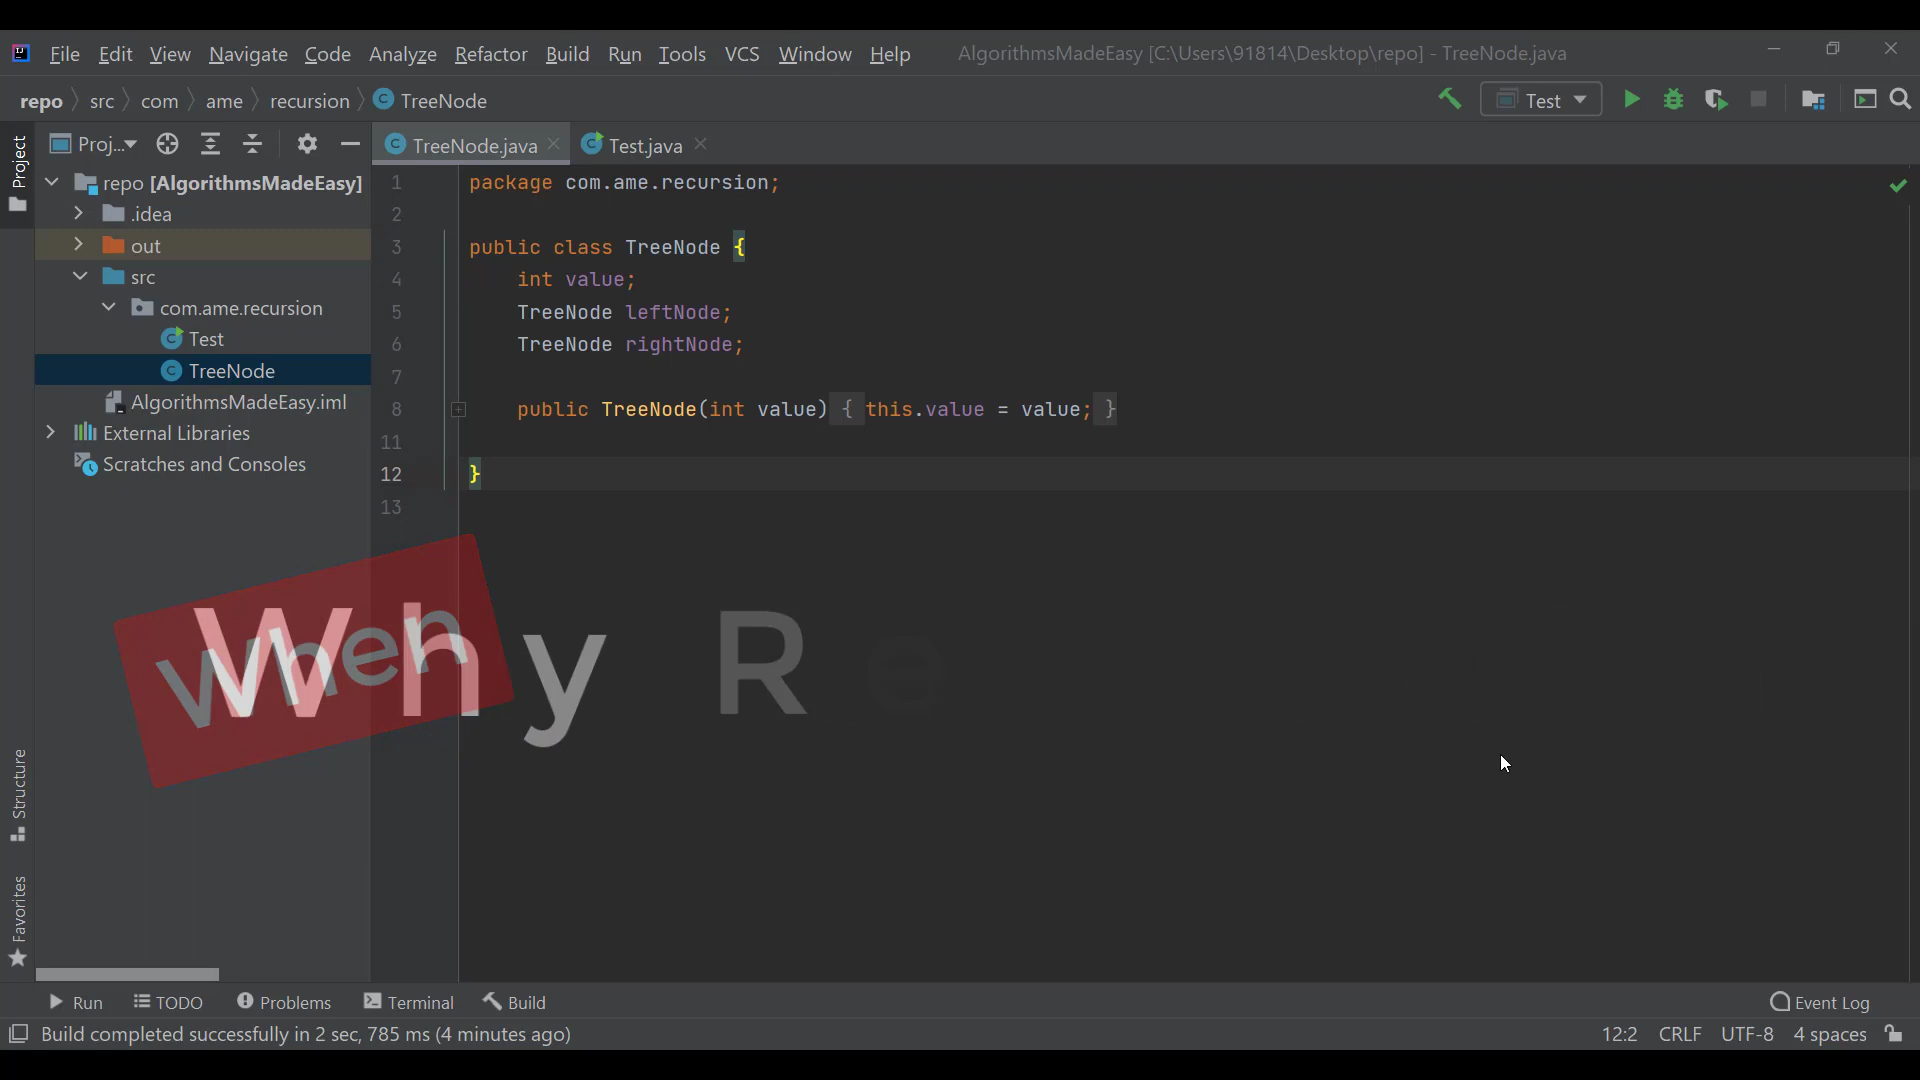 File Edit View Navigate Code Analyze Refactor Build Run Tools VCS Window Help AlgorithmsMadeEasy [C:\Users\91814\Desktop\repo] - TreeNode.java
repo src com ame recursion C TreeNode Test
Project
Proj...
C TreeNode.java C Test.java
repo [AlgorithmsMadeEasy]
.idea
out
src
com.ame.recursion
C Test
C TreeNode
AlgorithmsMadeEasy.iml
External Libraries
Scratches and Consoles
1 package com.ame.recursion;
2
3 public class TreeNode {
4 int value;
5 TreeNode leftNode;
6 TreeNode rightNode;
7
8 public TreeNode(int value) { this.value = value; }
11
12 }
13
When
Why Re
Structure
Favorites
Run TODO Problems Terminal Build Event Log
Build completed successfully in 2 sec, 785 ms (4 minutes ago) 12:2 CRLF UTF-8 4 spaces